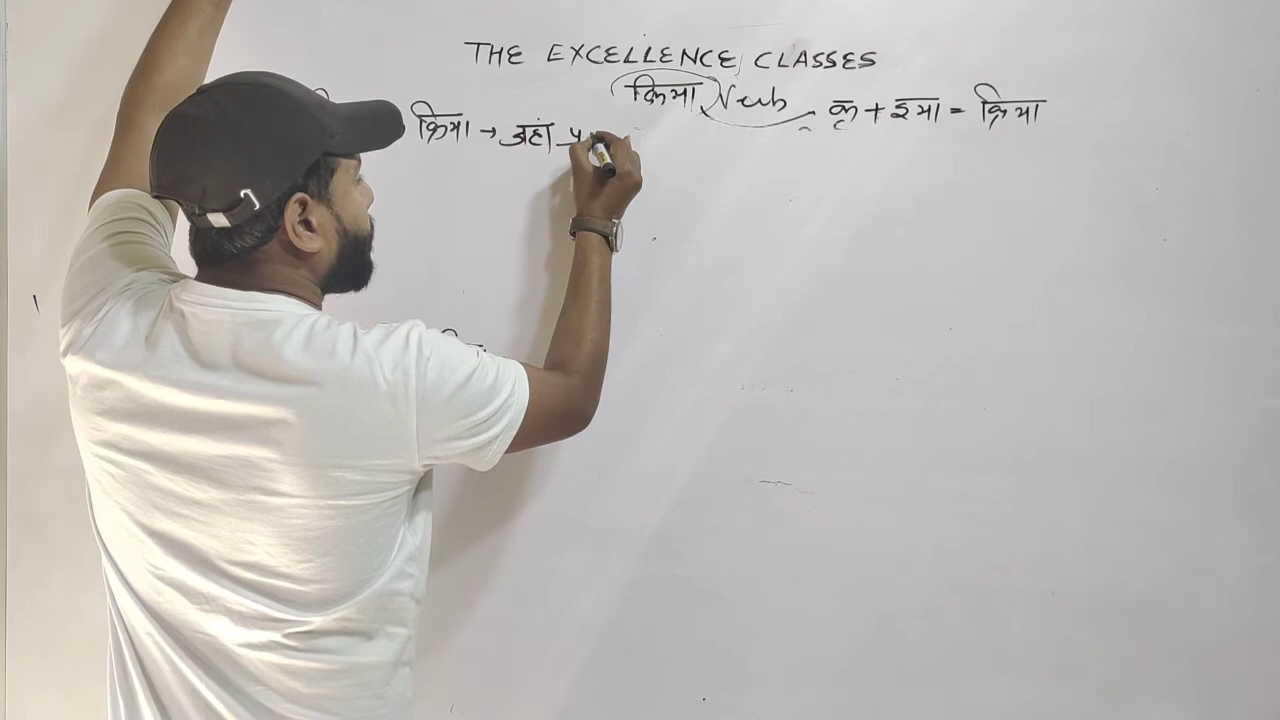 THE EXCELLENCE CLASSES
क्रिया Verb कृ + इया = क्रिया
क्रिया → जहां